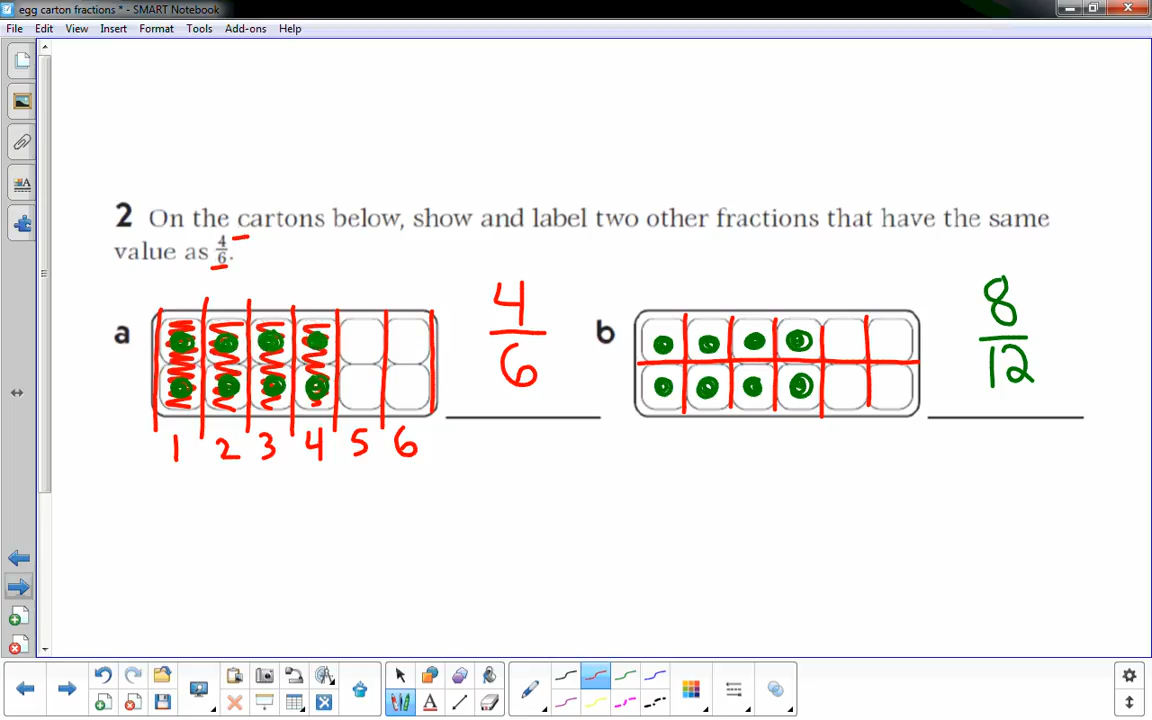 egg carton fractions * - SMART Notebook
File Edit View Insert Format Tools Add-ons Help
2 On the cartons below, show and label two other fractions that have the same
value as 4/6.
a 4/6 b 8/12
1 2 3 4 5 6